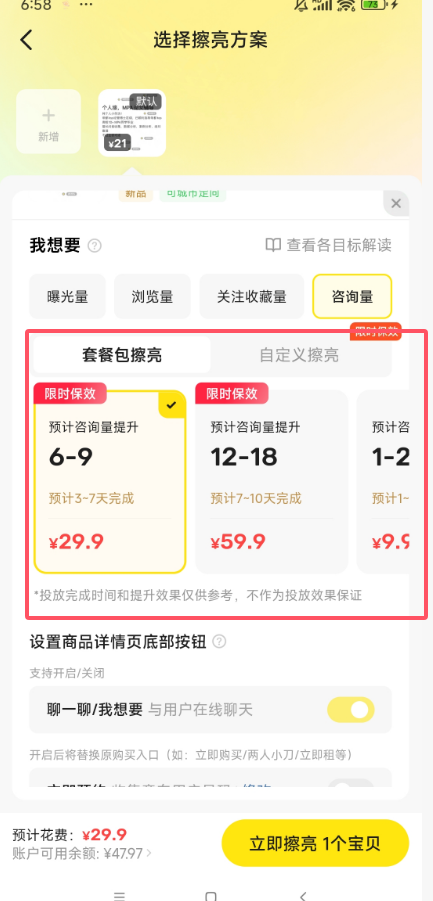 6:58
73
选择擦亮方案
新增
默认
¥21
新品
我想要
查看各目标解读
曝光量
浏览量
关注收藏量
咨询量
限时保效
套餐包擦亮
自定义擦亮
限时保效
限时保效
预计咨询量提升
预计咨询量提升
预计咨
6-9
12-18
1-2
预计3-7天完成
预计7-10天完成
预计1-
¥29.9
¥59.9
¥9.9
*投放完成时间和提升效果仅供参考，不作为投放效果保证
设置商品详情页底部按钮
支持开启/关闭
聊一聊/我想要 与用户在线聊天
开启后将替换原购买入口（如：立即购买/两人小刀/立即租等）
预计花费：¥29.9
账户可用余额: ¥47.97
立即擦亮 1个宝贝